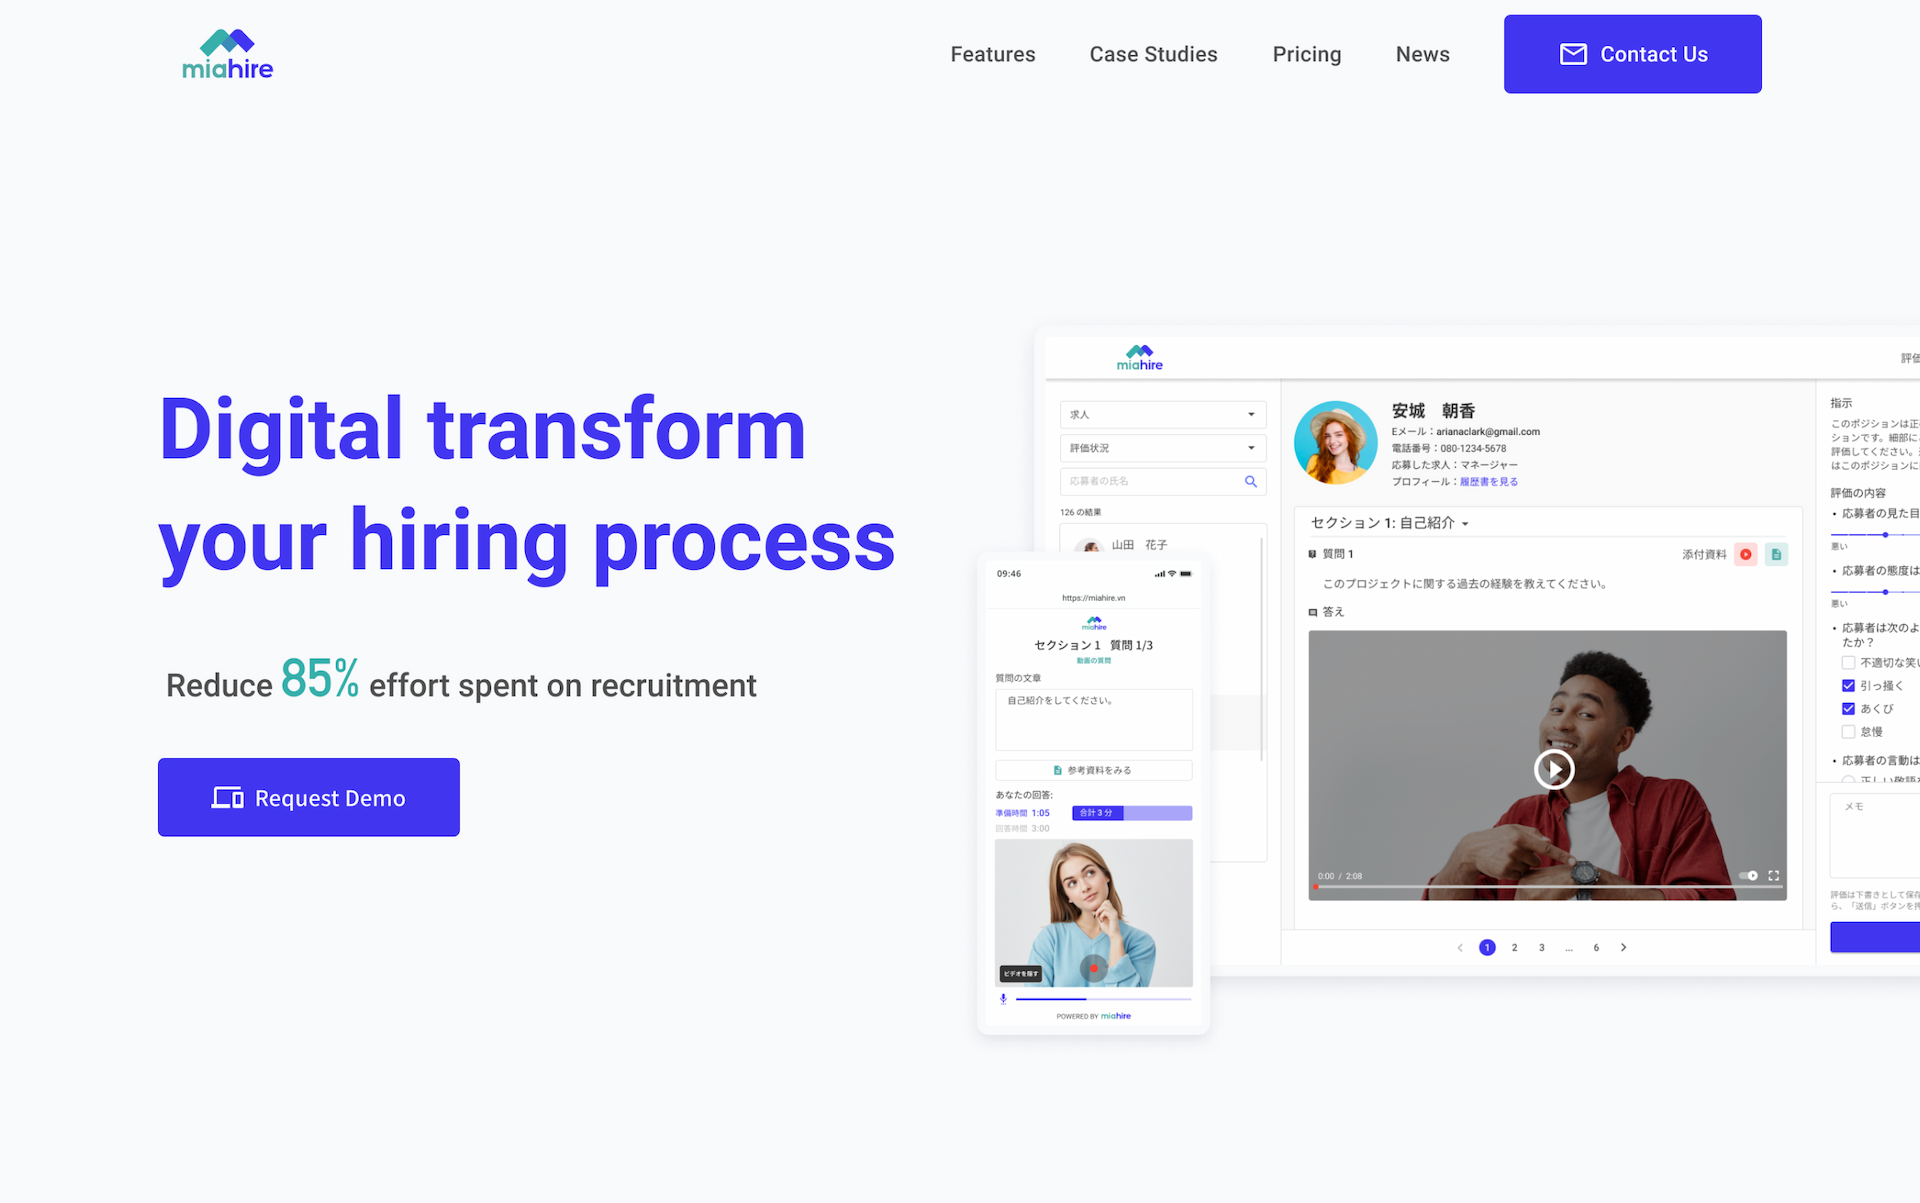 miahire
Features
Case Studies
Pricing
News
Contact Us
Digital transform
your hiring process
Reduce 85% effort spent on recruitment
Request Demo
miahire
求人
評価状況
応募者の氏名
126 の結果
山田 花子
安城 朝香
Eメール：arianaclark@gmail.com
電話番号：080-1234-5678
応募した求人：マネージャー
プロフィール：履歴書を見る
セクション 1: 自己紹介
質問 1
添付資料
このプロジェクトに関する過去の経験を教えてください。
答え
0:00 / 2:08
1 2 3 ... 6
評価
指示
このポジションは正
ションです。細部に
評価してください。
はこのポジションに
評価の内容
• 応募者の見た目
悪い
• 応募者の態度は
悪い
• 応募者は次のよ
たか？
不適切な笑い
引っ掻く
あくび
怠慢
• 応募者の言動は
正しい敬語
メモ
評価は下書きとして保存
ら、「送信」ボタンを押
09:46
https://miahire.vn
miahire
セクション 1 質問 1/3
動画の質問
質問の文章
自己紹介をしてください。
参考資料をみる
あなたの回答:
準備時間 1:05
合計 3 分
回答時間 3:00
ビデオを隠す
POWERED BY miahire